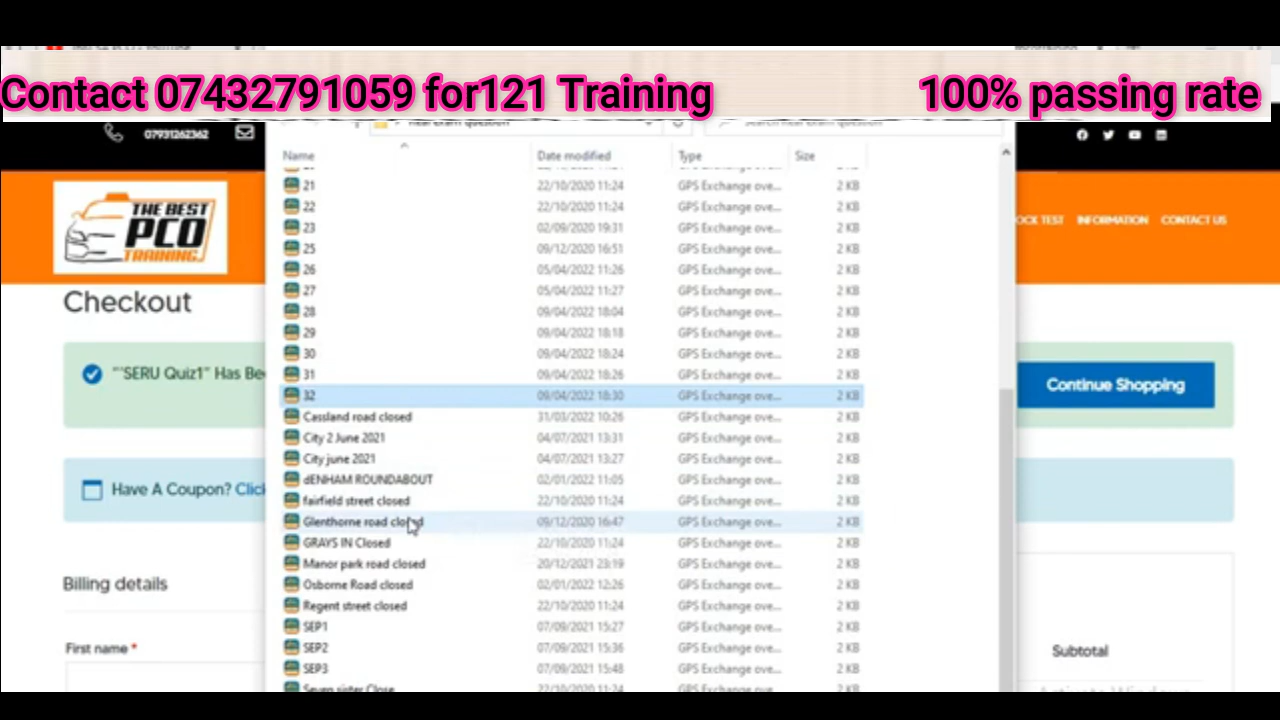 Contact 07432791059 for121 Training 100% passing rate
07931262362
Name Date modified Type Size
21 22/10/2020 11:24 GPS Exchange ove... 2 KB
22 22/10/2020 11:24 GPS Exchange ove... 2 KB
23 02/09/2020 19:31 GPS Exchange ove... 2 KB
25 09/12/2020 16:51 GPS Exchange ove... 2 KB
26 05/04/2022 11:26 GPS Exchange ove... 2 KB
27 05/04/2022 11:27 GPS Exchange ove... 2 KB
28 09/04/2022 18:04 GPS Exchange ove... 2 KB
29 09/04/2022 18:18 GPS Exchange ove... 2 KB
30 09/04/2022 18:24 GPS Exchange ove... 2 KB
31 09/04/2022 18:26 GPS Exchange ove... 2 KB
32 09/04/2022 18:30 GPS Exchange ove... 2 KB
Cassland road closed 31/03/2022 10:26 GPS Exchange ove... 2 KB
City 2 June 2021 04/07/2021 13:31 GPS Exchange ove... 2 KB
City june 2021 04/07/2021 13:27 GPS Exchange ove... 2 KB
dENHAM ROUNDABOUT 02/01/2022 11:05 GPS Exchange ove... 2 KB
fairfield street closed 22/10/2020 11:24 GPS Exchange ove... 2 KB
Glenthorne road closed 09/12/2020 16:47 GPS Exchange ove... 2 KB
GRAYS IN Closed 22/10/2020 11:24 GPS Exchange ove... 2 KB
Manor park road closed 20/12/2021 23:19 GPS Exchange ove... 2 KB
Osborne Road closed 02/01/2022 12:26 GPS Exchange ove... 2 KB
Regent street closed 22/10/2020 11:24 GPS Exchange ove... 2 KB
SEP1 07/09/2021 15:27 GPS Exchange ove... 2 KB
SEP2 07/09/2021 15:36 GPS Exchange ove... 2 KB
SEP3 07/09/2021 15:48 GPS Exchange ove... 2 KB
Seven sister Close 22/10/2020 11:24
THE BEST
PCO
TRAINING
OCK TEST INFORMATION CONTACT US
Checkout
"'SERU Quiz1" Has Be
Continue Shopping
Have A Coupon? Click
Billing details
First name *
Subtotal